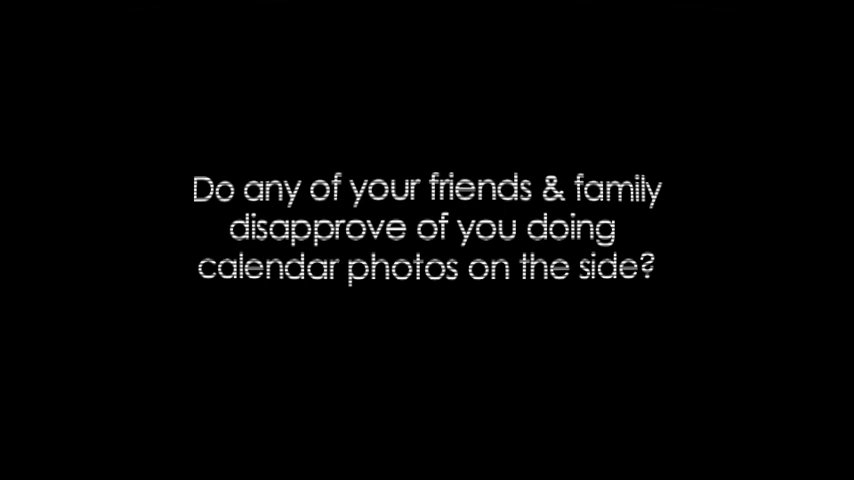 Do any of your friends & family
disapprove of you doing
calendar photos on the side?